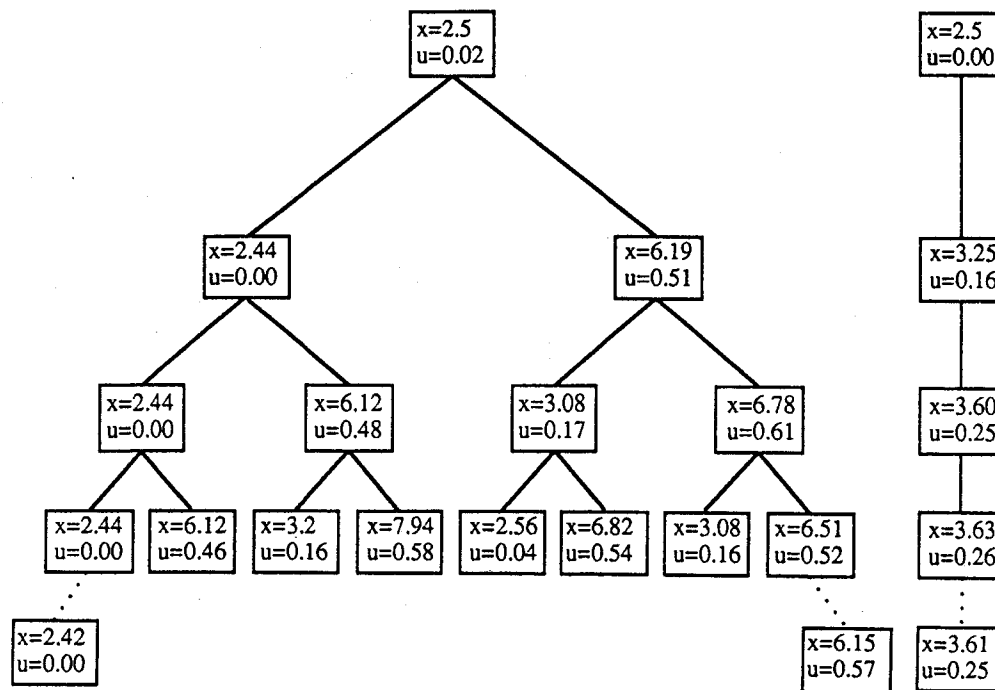 x=2.5
u=0.02
x=2.5
u=0.00
x=2.44
u=0.00
x=6.19
u=0.51
x=3.25
u=0.16
x=2.44
u=0.00
x=6.12
u=0.48
x=3.08
u=0.17
x=6.78
u=0.61
x=3.60
u=0.25
x=2.44
u=0.00
x=6.12
u=0.46
x=3.2
u=0.16
x=7.94
u=0.58
x=2.56
u=0.04
x=6.82
u=0.54
x=3.08
u=0.16
x=6.51
u=0.52
x=3.63
u=0.26
x=2.42
u=0.00
x=6.15
u=0.57
x=3.61
u=0.25